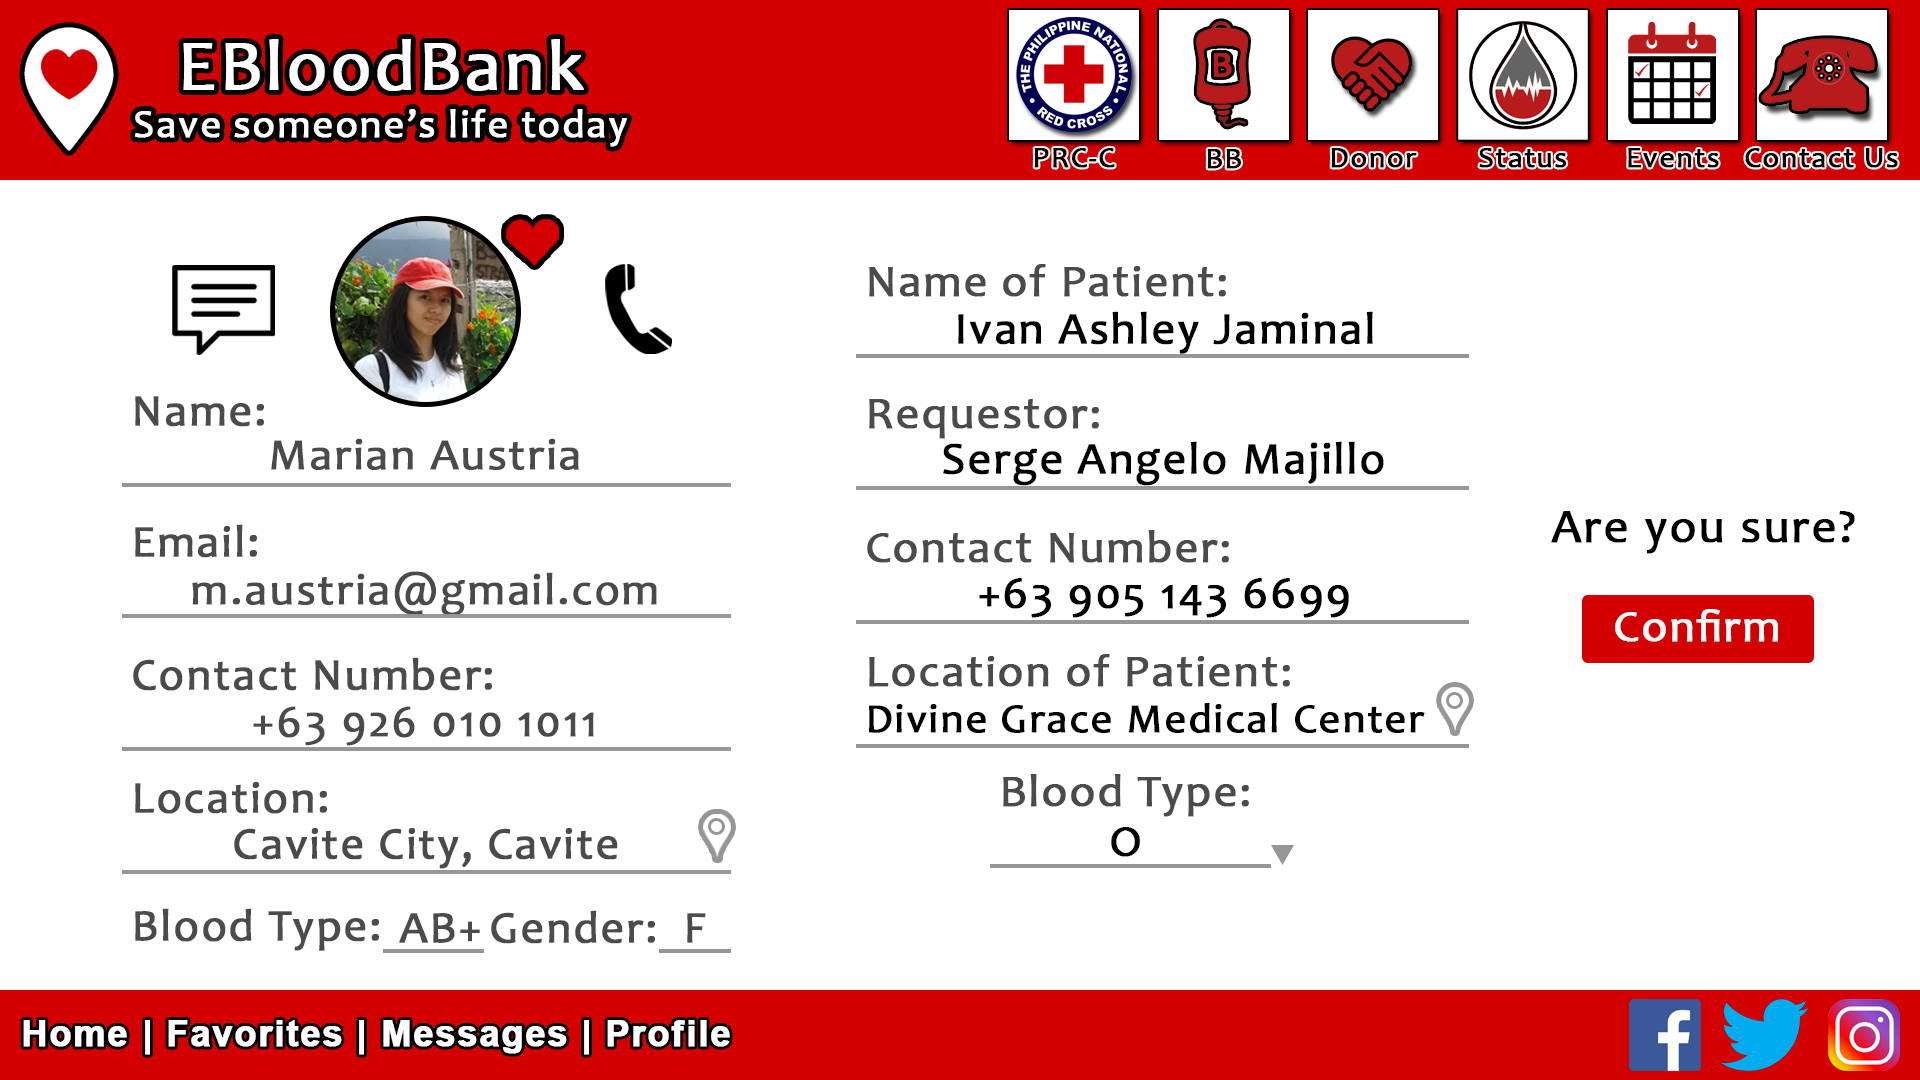 EBloodBank
Save someone's life today
THE PHILIPPINE NATIONAL
RED CROSS
B
PRC-C
BB
Donor
Status
Events
Contact Us
Name:
Marian Austria
Email:
m.austria@gmail.com
Contact Number:
+63 926 010 1011
Location:
Cavite City, Cavite
Blood Type: AB+ Gender: F
Name of Patient:
Ivan Ashley Jaminal
Requestor:
Serge Angelo Majillo
Contact Number:
+63 905 143 6699
Location of Patient:
Divine Grace Medical Center
Blood Type:
O
Are you sure?
Confirm
Home | Favorites | Messages | Profile